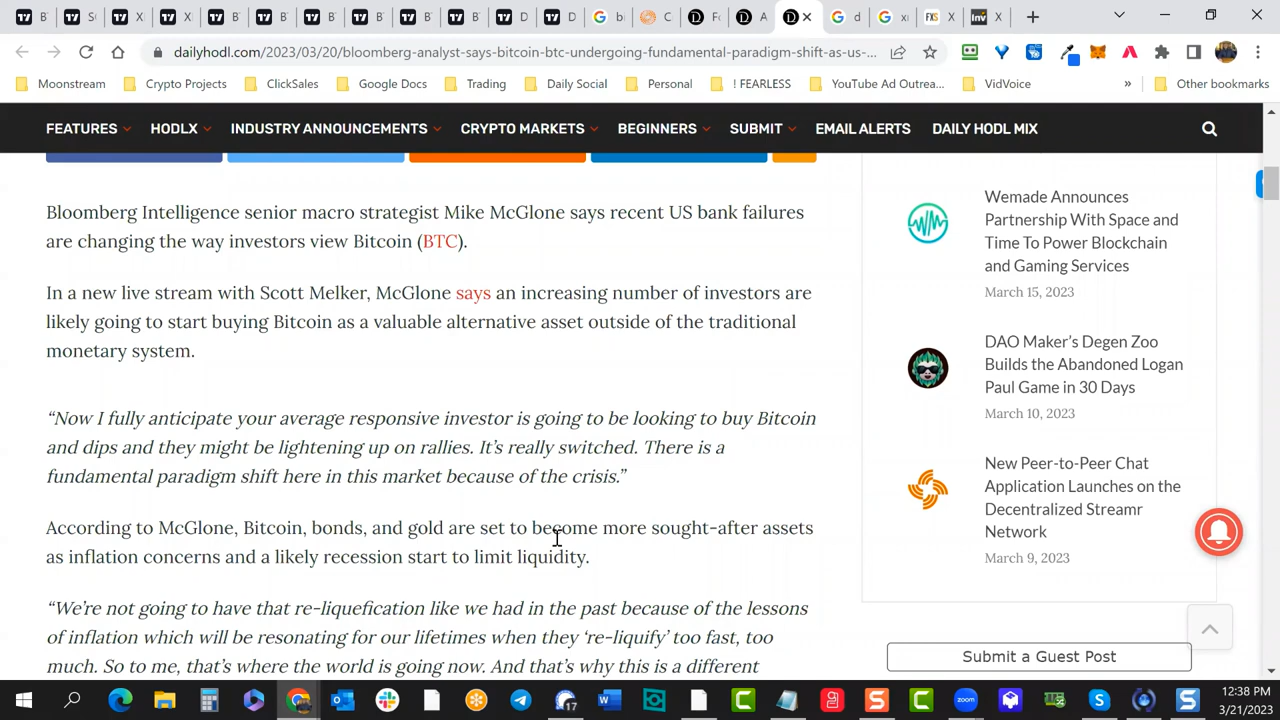 dailyhodl.com/2023/03/20/bloomberg-analyst-says-bitcoin-btc-undergoing-fundamental-paradigm-shift-as-us-...
Moonstream Crypto Projects ClickSales Google Docs Trading Daily Social Personal ! FEARLESS YouTube Ad Outrea... VidVoice » Other bookmarks
FEATURES HODLX INDUSTRY ANNOUNCEMENTS CRYPTO MARKETS BEGINNERS SUBMIT EMAIL ALERTS DAILY HODL MIX
Bloomberg Intelligence senior macro strategist Mike McGlone says recent US bank failures
are changing the way investors view Bitcoin (BTC).
In a new live stream with Scott Melker, McGlone says an increasing number of investors are
likely going to start buying Bitcoin as a valuable alternative asset outside of the traditional
monetary system.
“Now I fully anticipate your average responsive investor is going to be looking to buy Bitcoin
and dips and they might be lightening up on rallies. It’s really switched. There is a
fundamental paradigm shift here in this market because of the crisis.”
According to McGlone, Bitcoin, bonds, and gold are set to become more sought-after assets
as inflation concerns and a likely recession start to limit liquidity.
“We’re not going to have that re-liquefication like we had in the past because of the lessons
of inflation which will be resonating for our lifetimes when they ‘re-liquify’ too fast, too
much. So to me, that’s where the world is going now. And that’s why this is a different
Wemade Announces
Partnership With Space and
Time To Power Blockchain
and Gaming Services
March 15, 2023
DAO Maker’s Degen Zoo
Builds the Abandoned Logan
Paul Game in 30 Days
March 10, 2023
New Peer-to-Peer Chat
Application Launches on the
Decentralized Streamr
Network
March 9, 2023
Submit a Guest Post
12:38 PM
3/21/2023